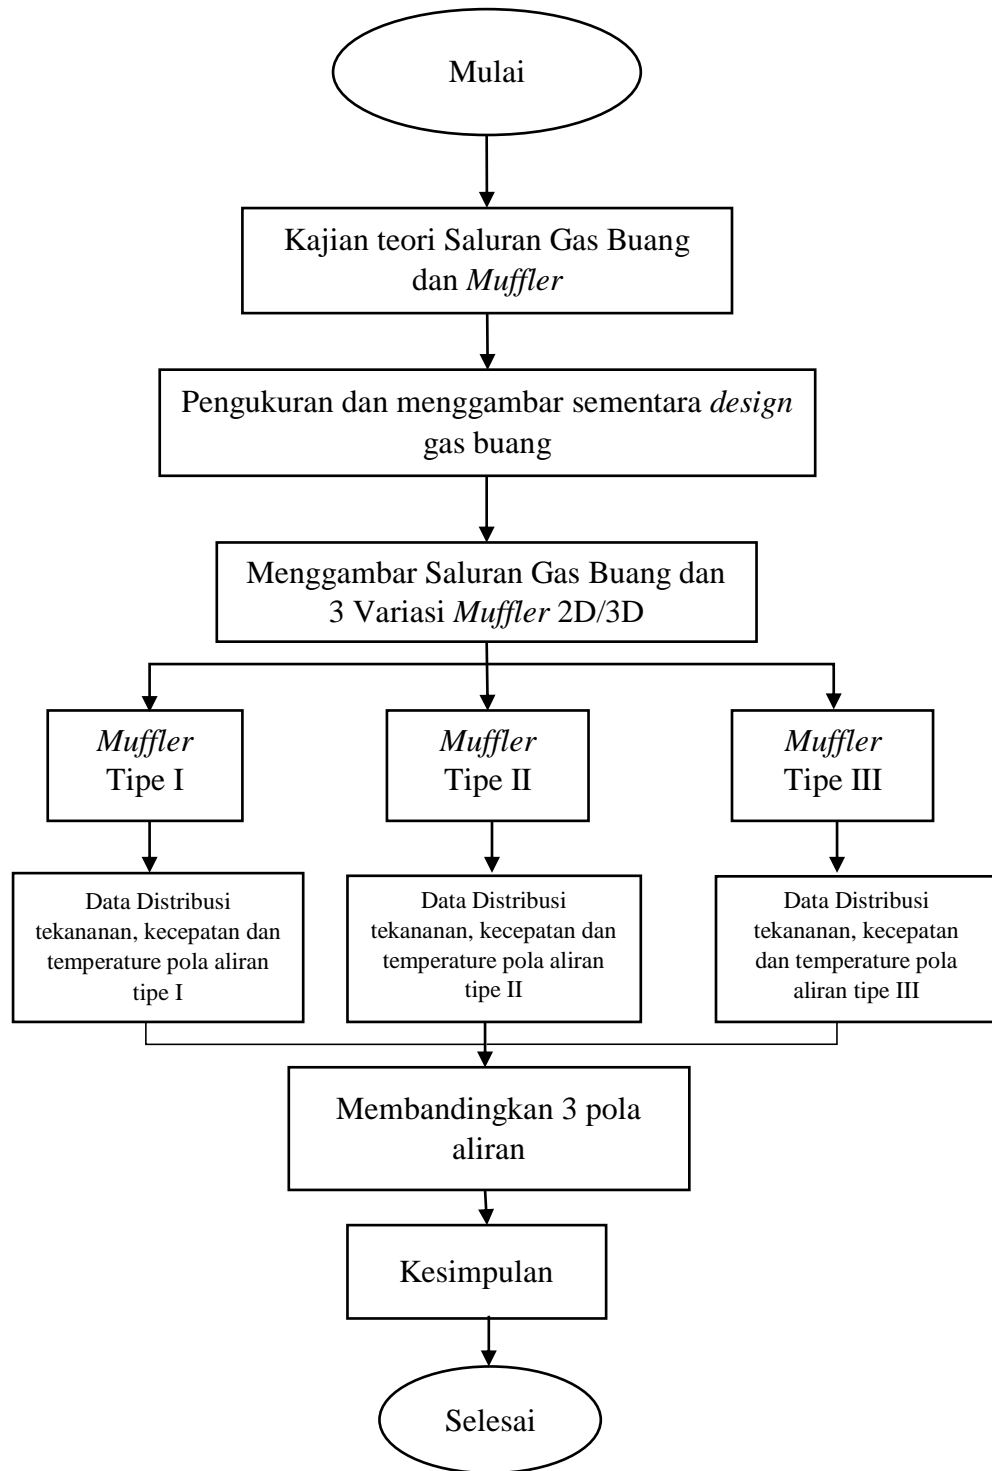 Mulai
Kajian teori Saluran Gas Buang
dan Muffler
Pengukuran dan menggambar sementara design
gas buang
Menggambar Saluran Gas Buang dan
3 Variasi Muffler 2D/3D
Muffler
Tipe I
Muffler
Tipe II
Muffler
Tipe III
Data Distribusi
tekananan, kecepatan dan
temperature pola aliran
tipe I
Data Distribusi
tekananan, kecepatan dan
temperature pola aliran
tipe II
Data Distribusi
tekananan, kecepatan
dan temperature pola
aliran tipe III
Membandingkan 3 pola
aliran
Kesimpulan
Selesai